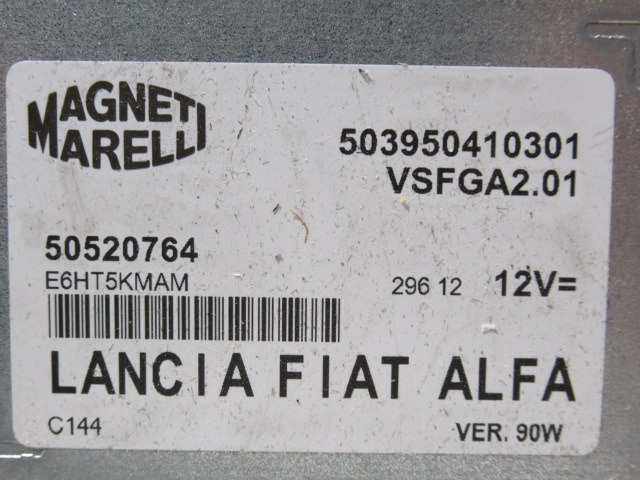 MAGNETI
MARELLI
503950410301
VSFGA2.01
50520764
E6HT5KMAM
296 12 12V=
LANCIA FIAT ALFA
C144
VER. 90W